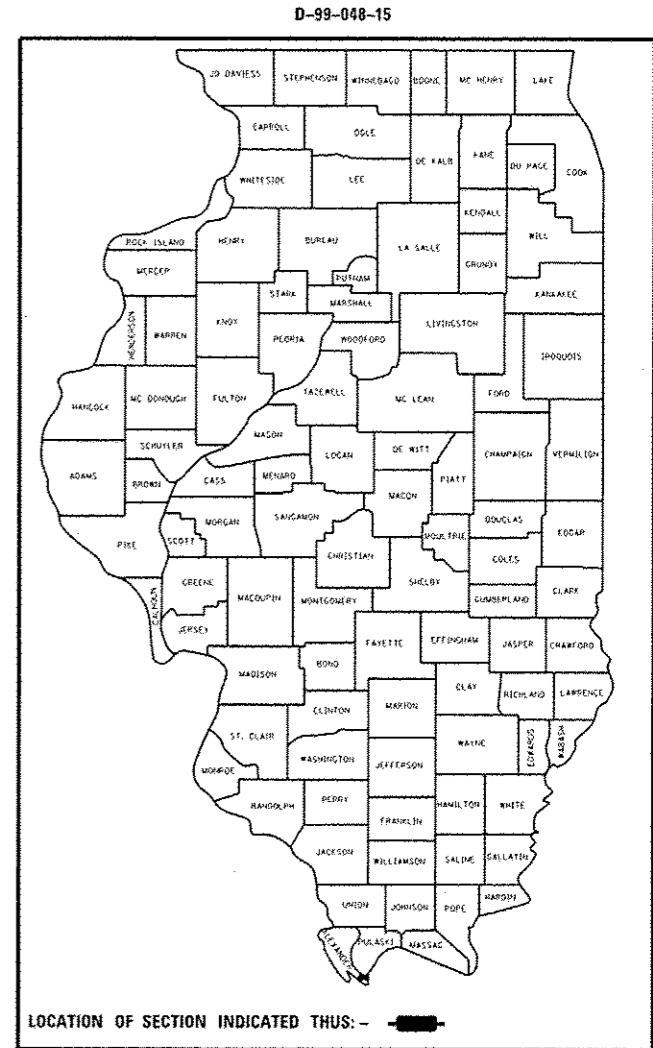 D-99-048-15
JO DAVIESS STEPHENSON WINNEBAGO BOONE MC HENRY LAKE
CARROLL OGLE DE KALB KANE DU PAGE COOK
WHITESIDE LEE
KENDALL
ROCK ISLAND HENRY BUREAU LA SALLE WILL
MERCER PUTNAM GRUNDY
STARK MARSHALL KANKAKEE
HENDERSON WARREN KNOX PEORIA WOODFORD LIVINGSTON IROQUOIS
HANCOCK MC DONOUGH FULTON TAZEWELL MC LEAN FORD
MASON
SCHUYLER LOGAN DE WITT CHAMPAIGN VERMILION
ADAMS BROWN CASS MENARD PIATT
MACON
PIKE SCOTT MORGAN SANGAMON MOULTRIE DOUGLAS EDGAR
CHRISTIAN COLES
CALHOUN GREENE MACOUPIN MONTGOMERY SHELBY CUMBERLAND CLARK
JERSEY
FAYETTE EFFINGHAM JASPER CRAWFORD
MADISON BOND
CLAY RICHLAND LAWRENCE
CLINTON MARION
ST. CLAIR WAYNE EDWARDS WABASH
MONROE WASHINGTON JEFFERSON
RANDOLPH PERRY HAMILTON WHITE
FRANKLIN
JACKSON WILLIAMSON SALINE GALLATIN
UNION JOHNSON POPE HARDIN
ALEXANDER PULASKI MASSAC
LOCATION OF SECTION INDICATED THUS: -